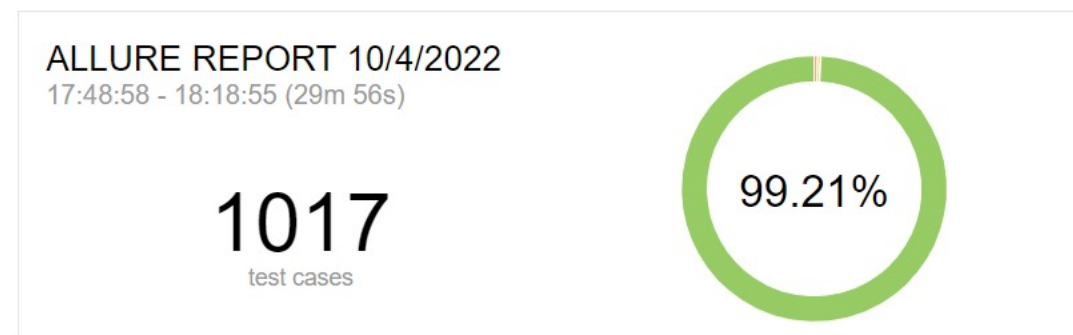 ALLURE REPORT 10/4/2022
17:48:58 - 18:18:55 (29m 56s)
1017
test cases
99.21%